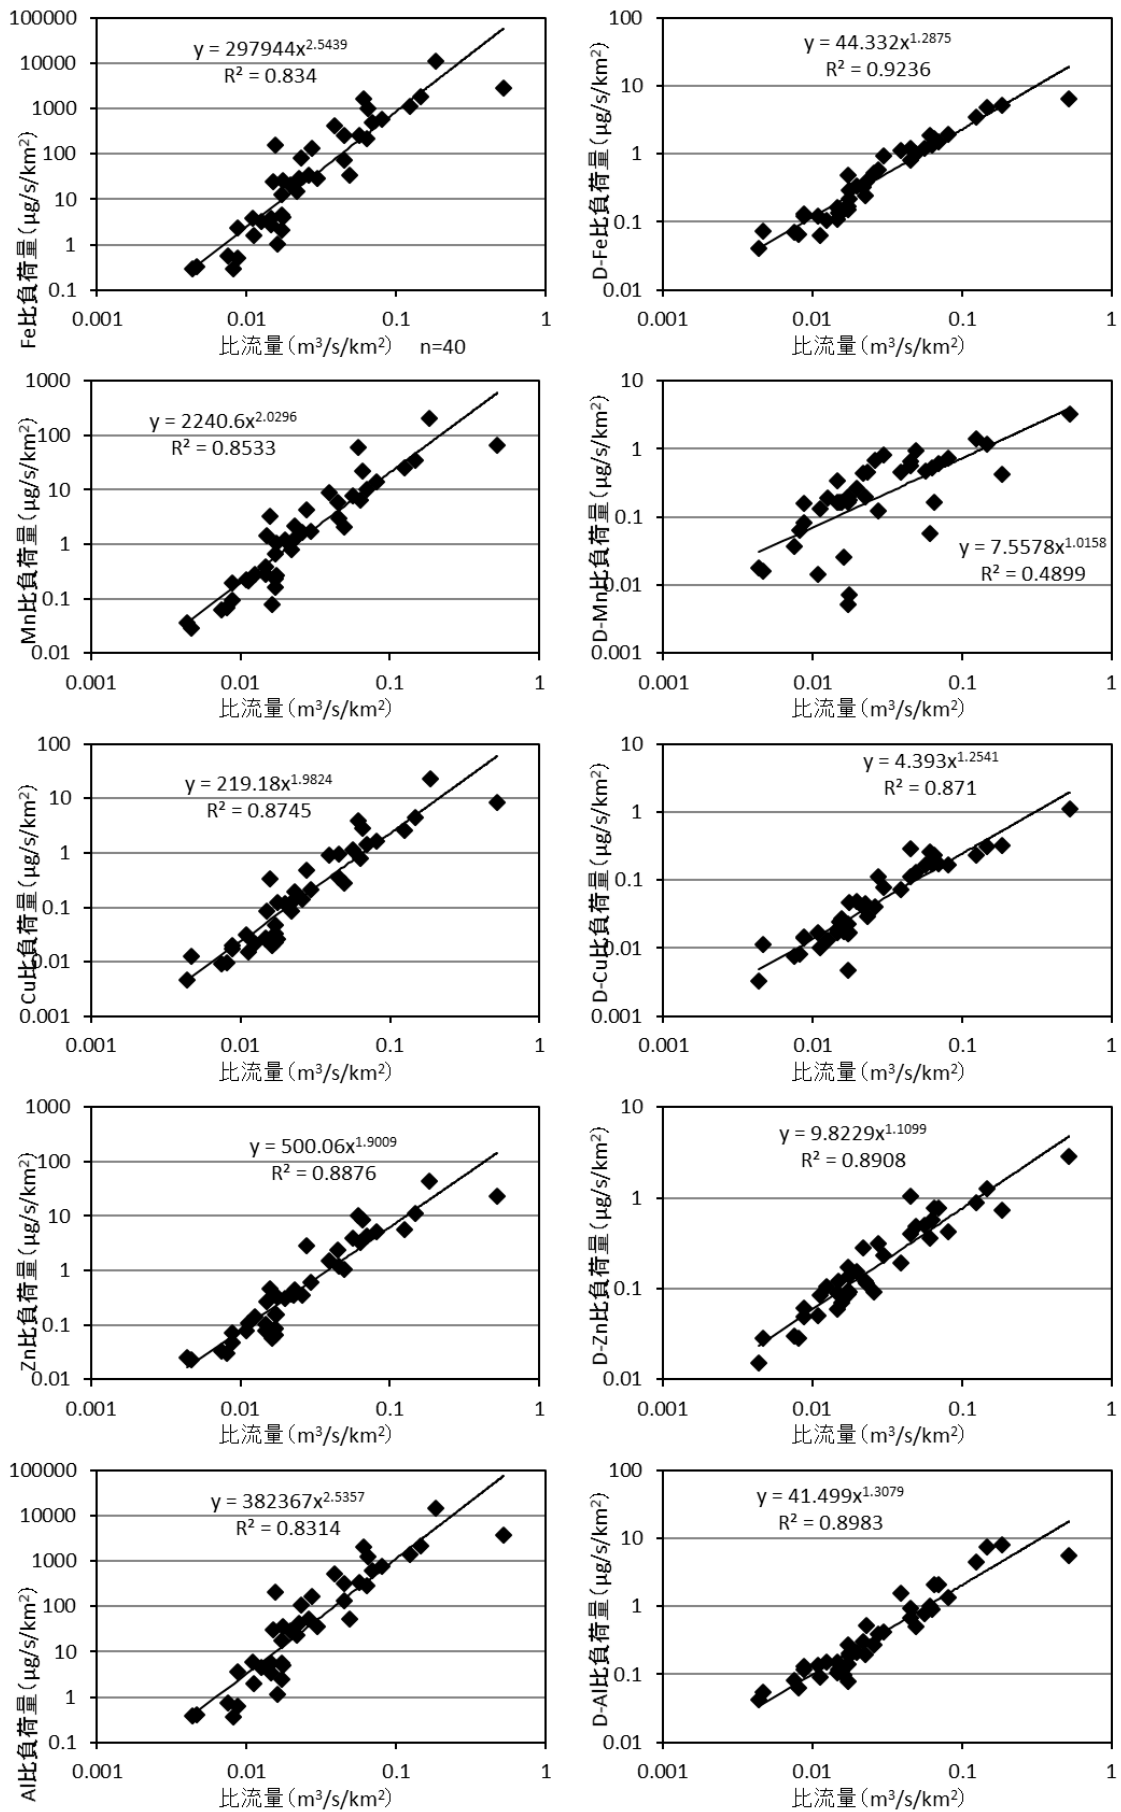 100000
10000
1000
100
10
1
0.1
y = 297944x^2.5439
R² = 0.834
0.001 0.01 0.1 1
Fe比負荷量(μg/s/km²)
比流量(m³/s/km²) n=40
100
10
1
0.1
0.01
y = 44.332x^1.2875
R² = 0.9236
0.001 0.01 0.1 1
D-Fe比負荷量(μg/s/km²)
比流量(m³/s/km²)
1000
100
10
1
0.1
0.01
y = 2240.6x^2.0296
R² = 0.8533
0.001 0.01 0.1 1
Mn比負荷量(μg/s/km²)
比流量(m³/s/km²)
10
1
0.1
0.01
0.001
y = 7.5578x^1.0158
R² = 0.4899
0.001 0.01 0.1 1
D-Mn比負荷量(μg/s/km²)
比流量(m³/s/km²)
100
10
1
0.1
0.01
0.001
y = 219.18x^1.9824
R² = 0.8745
0.001 0.01 0.1 1
Cu比負荷量(μg/s/km²)
比流量(m³/s/km²)
10
1
0.1
0.01
0.001
y = 4.393x^1.2541
R² = 0.871
0.001 0.01 0.1 1
D-Cu比負荷量(μg/s/km²)
比流量(m³/s/km²)
1000
100
10
1
0.1
0.01
y = 500.06x^1.9009
R² = 0.8876
0.001 0.01 0.1 1
Zn比負荷量(μg/s/km²)
比流量(m³/s/km²)
10
1
0.1
0.01
y = 9.8229x^1.1099
R² = 0.8908
0.001 0.01 0.1 1
D-Zn比負荷量(μg/s/km²)
比流量(m³/s/km²)
100000
10000
1000
100
10
1
0.1
y = 382367x^2.5357
R² = 0.8314
0.001 0.01 0.1 1
Al比負荷量(μg/s/km²)
比流量(m³/s/km²)
100
10
1
0.1
0.01
y = 41.499x^1.3079
R² = 0.8983
0.001 0.01 0.1 1
D-Al比負荷量(μg/s/km²)
比流量(m³/s/km²)